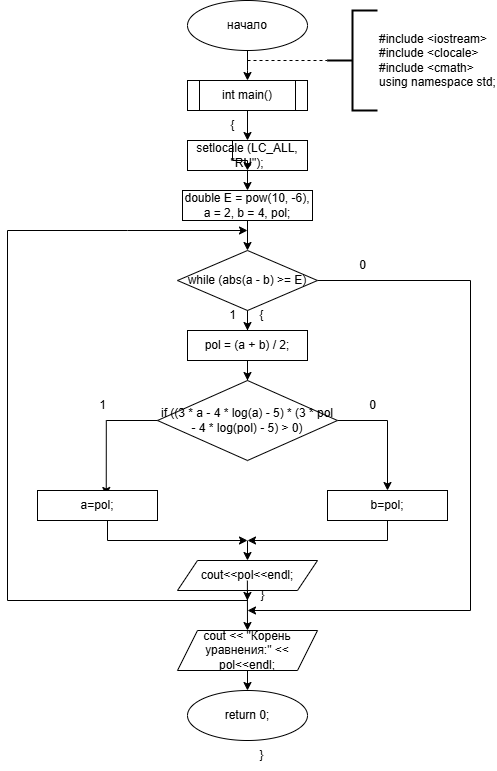 начало
#include <iostream>
#include <clocale>
#include <cmath>
using namespace std;
int main()
{
setlocale (LC_ALL,
"RU");
double E = pow(10, -6),
a = 2, b = 4, pol;
while (abs(a - b) >= E)
0
1
{
pol = (a + b) / 2;
1
if ((3 * a - 4 * log(a) - 5) * (3 * pol
- 4 * log(pol) - 5) > 0)
0
a=pol;
b=pol;
cout<<pol<<endl;
}
cout << "Корень
уравнения:" <<
pol<<endl;
return 0;
}